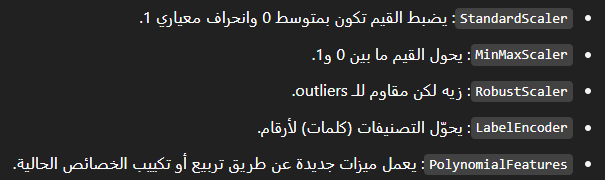 StandardScaler: يضبط القيم تكون بمتوسط 0 وانحراف معياري 1.
MinMaxScaler: يحول القيم ما بين 0 و1.
RobustScaler: زيه لكن مقاوم للـ outliers.
LabelEncoder: يحوّل التصنيفات (كلمات) لأرقام.
PolynomialFeatures: يعمل ميزات جديدة عن طريق تربيع أو تكييب الخصائص الحالية.